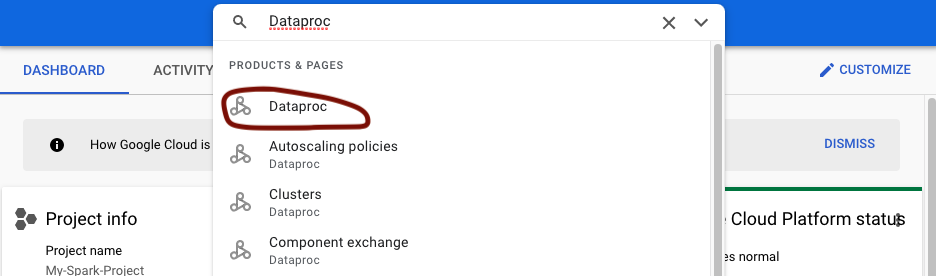 Dataproc
DASHBOARD
ACTIVITY
CUSTOMIZE
PRODUCTS & PAGES
Dataproc
How Google Cloud is
DISMISS
Autoscaling policies
Dataproc
Clusters
Dataproc
Component exchange
Dataproc
Project info
Project name
My-Spark-Project
Cloud Platform status
normal